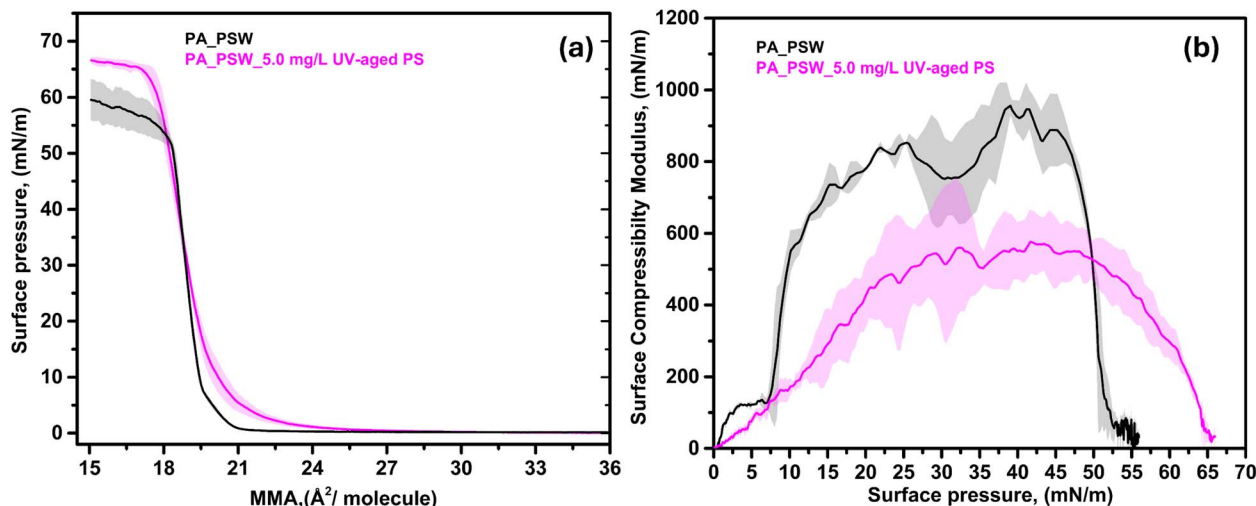 PA_PSW
PA_PSW_5.0 mg/L UV-aged PS
(a)
Surface pressure, (mN/m)
70
60
50
40
30
20
10
0
15 18 21 24 27 30 33 36
MMA,(Å²/ molecule)
PA_PSW
PA_PSW_5.0 mg/L UV-aged PS
(b)
Surface Compressibilty Modulus, (mN/m)
1200
1000
800
600
400
200
0
0 5 10 15 20 25 30 35 40 45 50 55 60 65 70
Surface pressure, (mN/m)